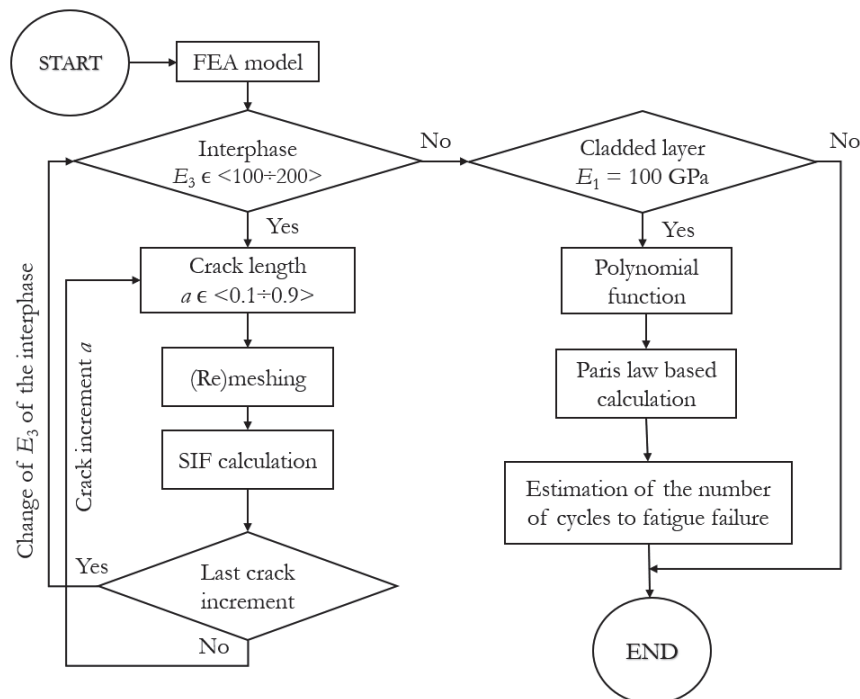 START
FEA model
Interphase
E3 ϵ <100÷200>
No
Cladded layer
E1 = 100 GPa
No
Yes
Yes
Crack length
a ϵ <0.1÷0.9>
Polynomial
function
(Re)meshing
Paris law based
calculation
SIF calculation
Estimation of the number
of cycles to fatigue failure
Change of E3 of the interphase
Crack increment a
Yes
Last crack
increment
No
END